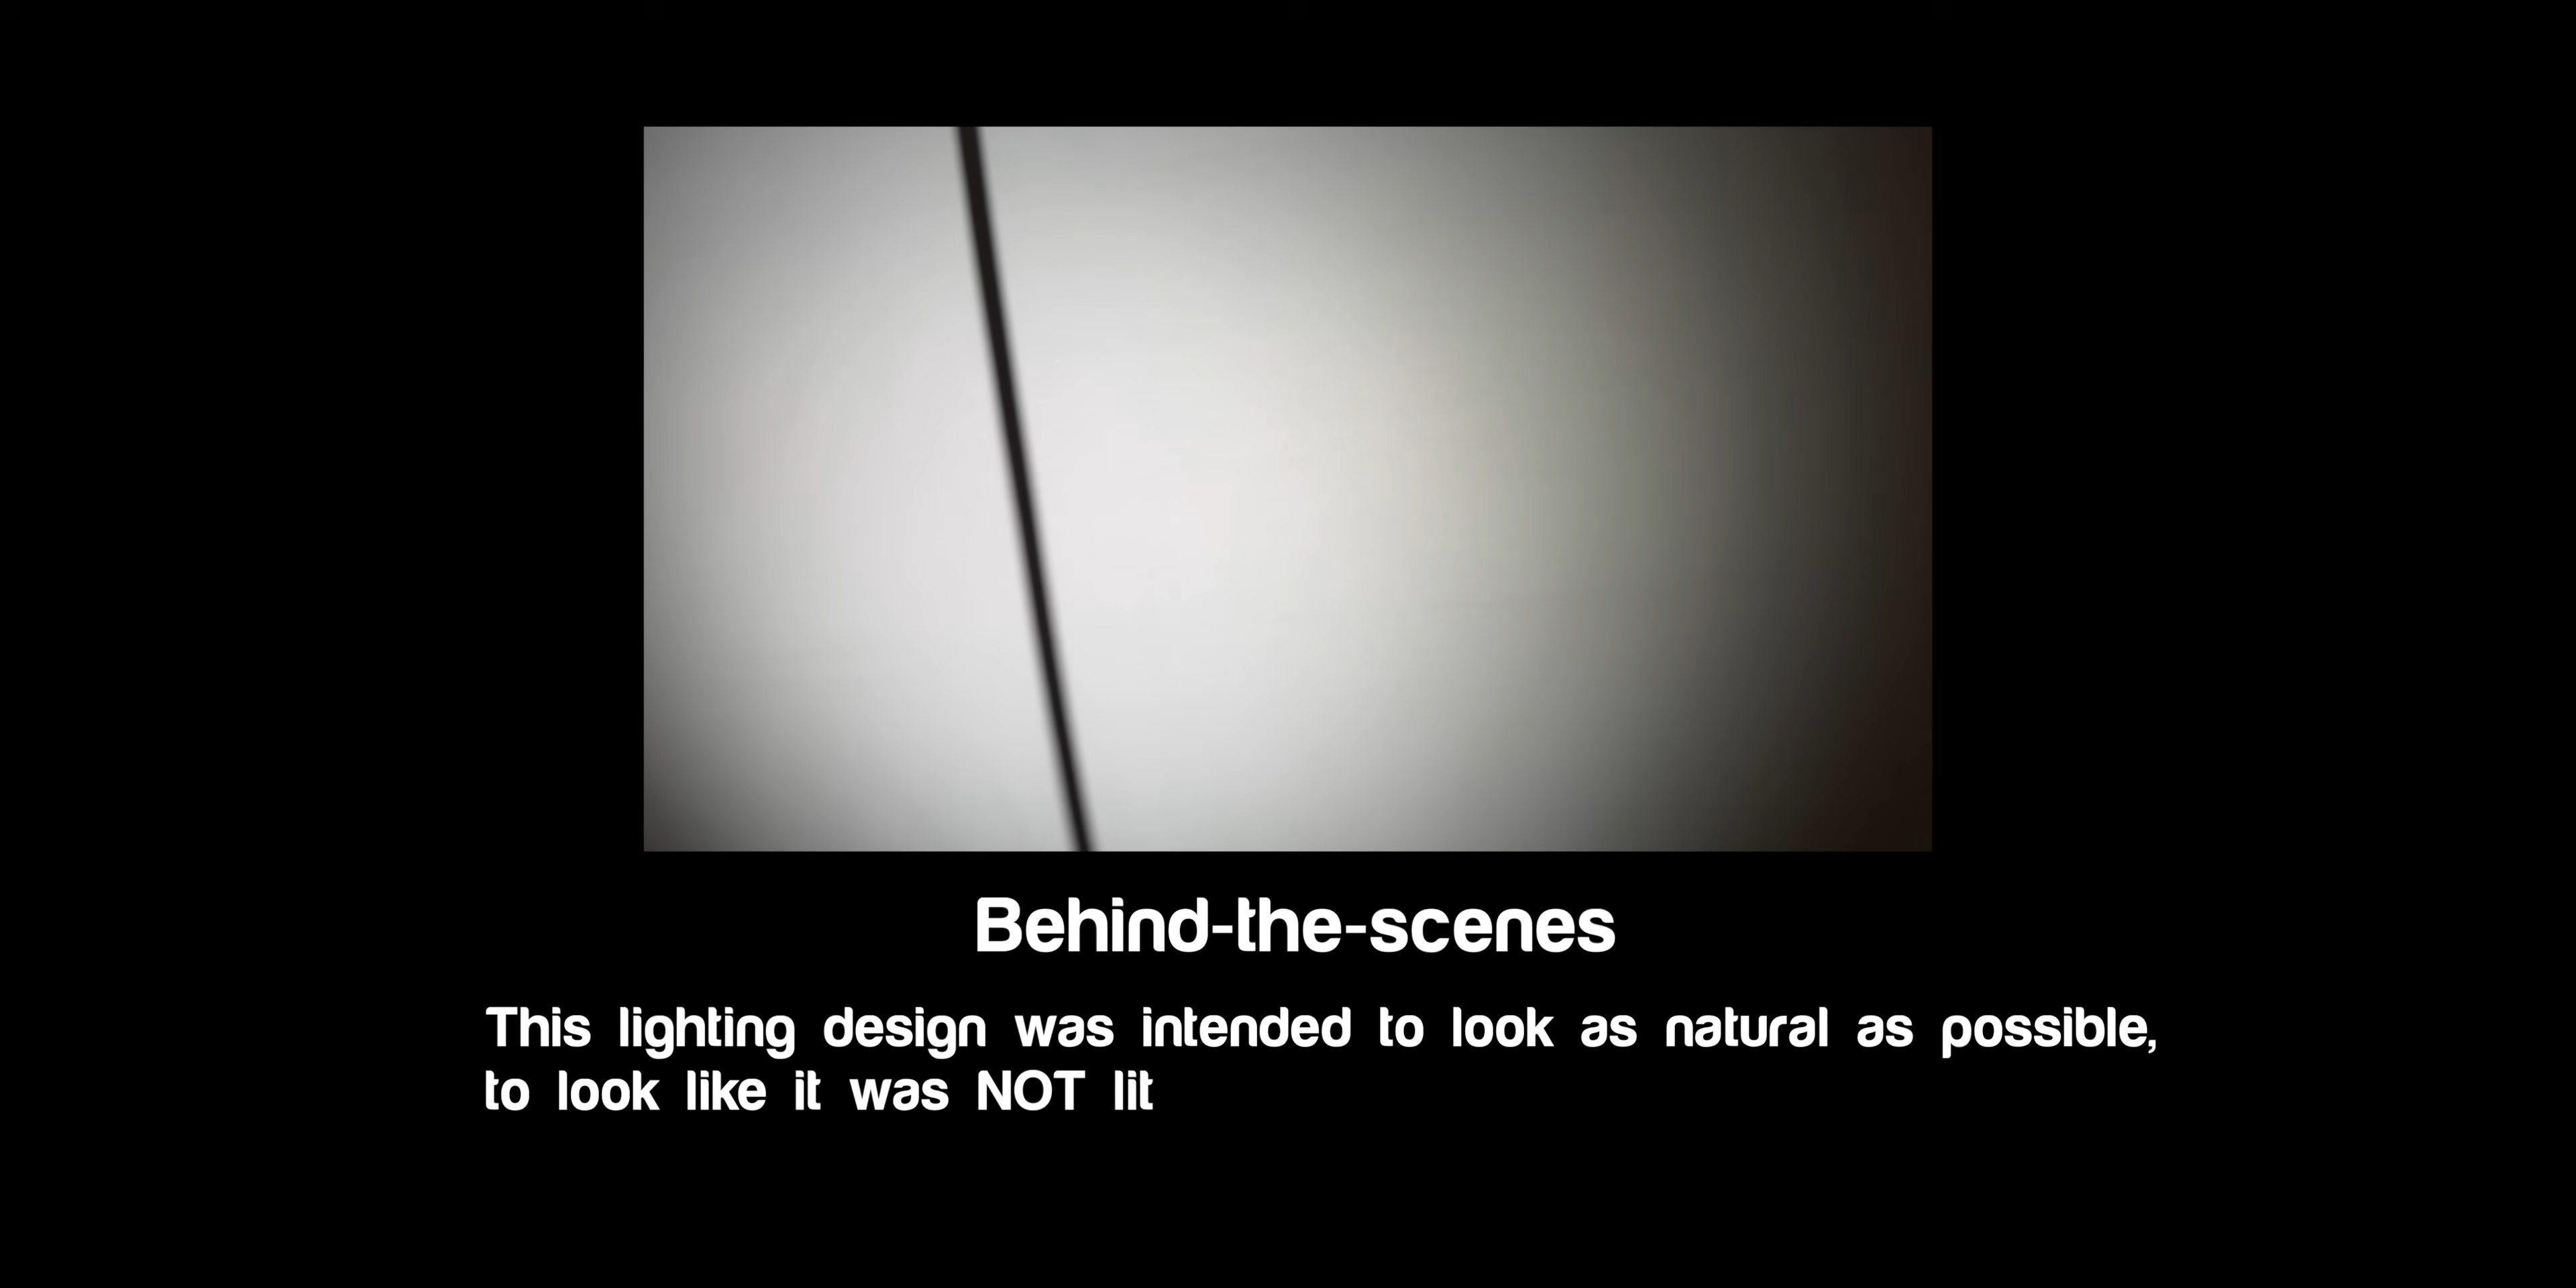 Behind-the-scenes
This lighting design was intended to look as natural as possible,
to look like it was NOT lit